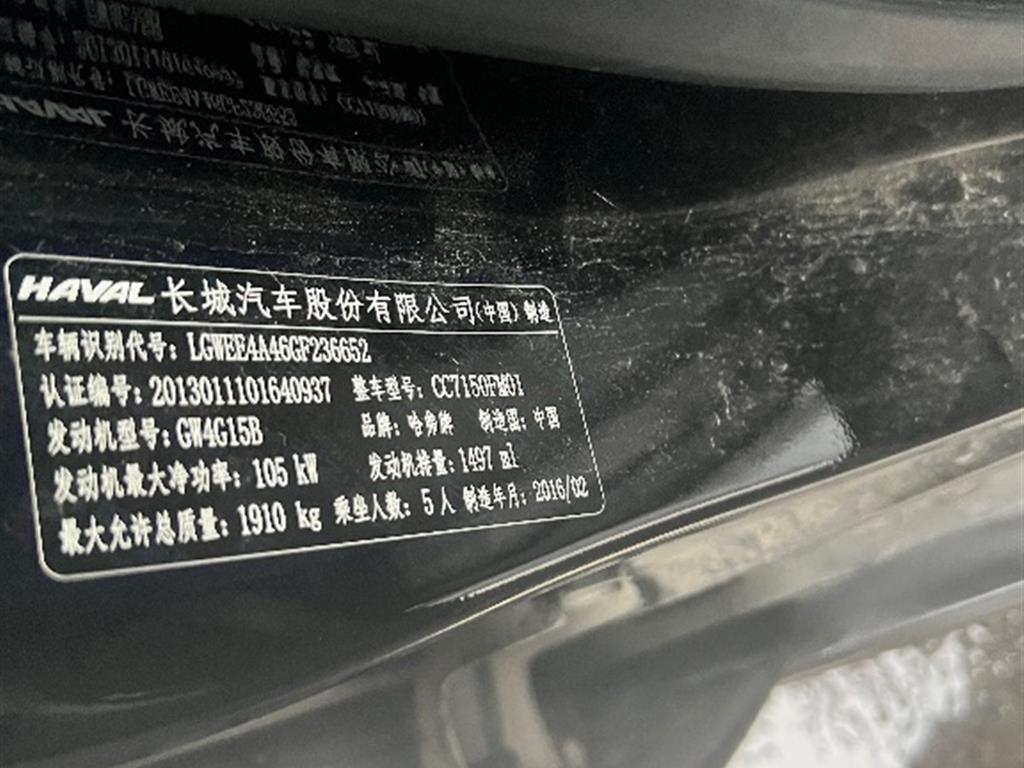 HAVAL 长城汽车股份有限公司(中国) 制造
车辆识别代号: LGWEE4A46GF236652
认证编号: 2013011101640937 整车型号: CC7150FM01
发动机型号: GW4G15B 品牌: 哈弗牌 制造国: 中国
发动机最大净功率: 105 kW 发动机排量: 1497 ml
最大允许总质量: 1910 kg 乘坐人数: 5 人 制造年月: 2016/02